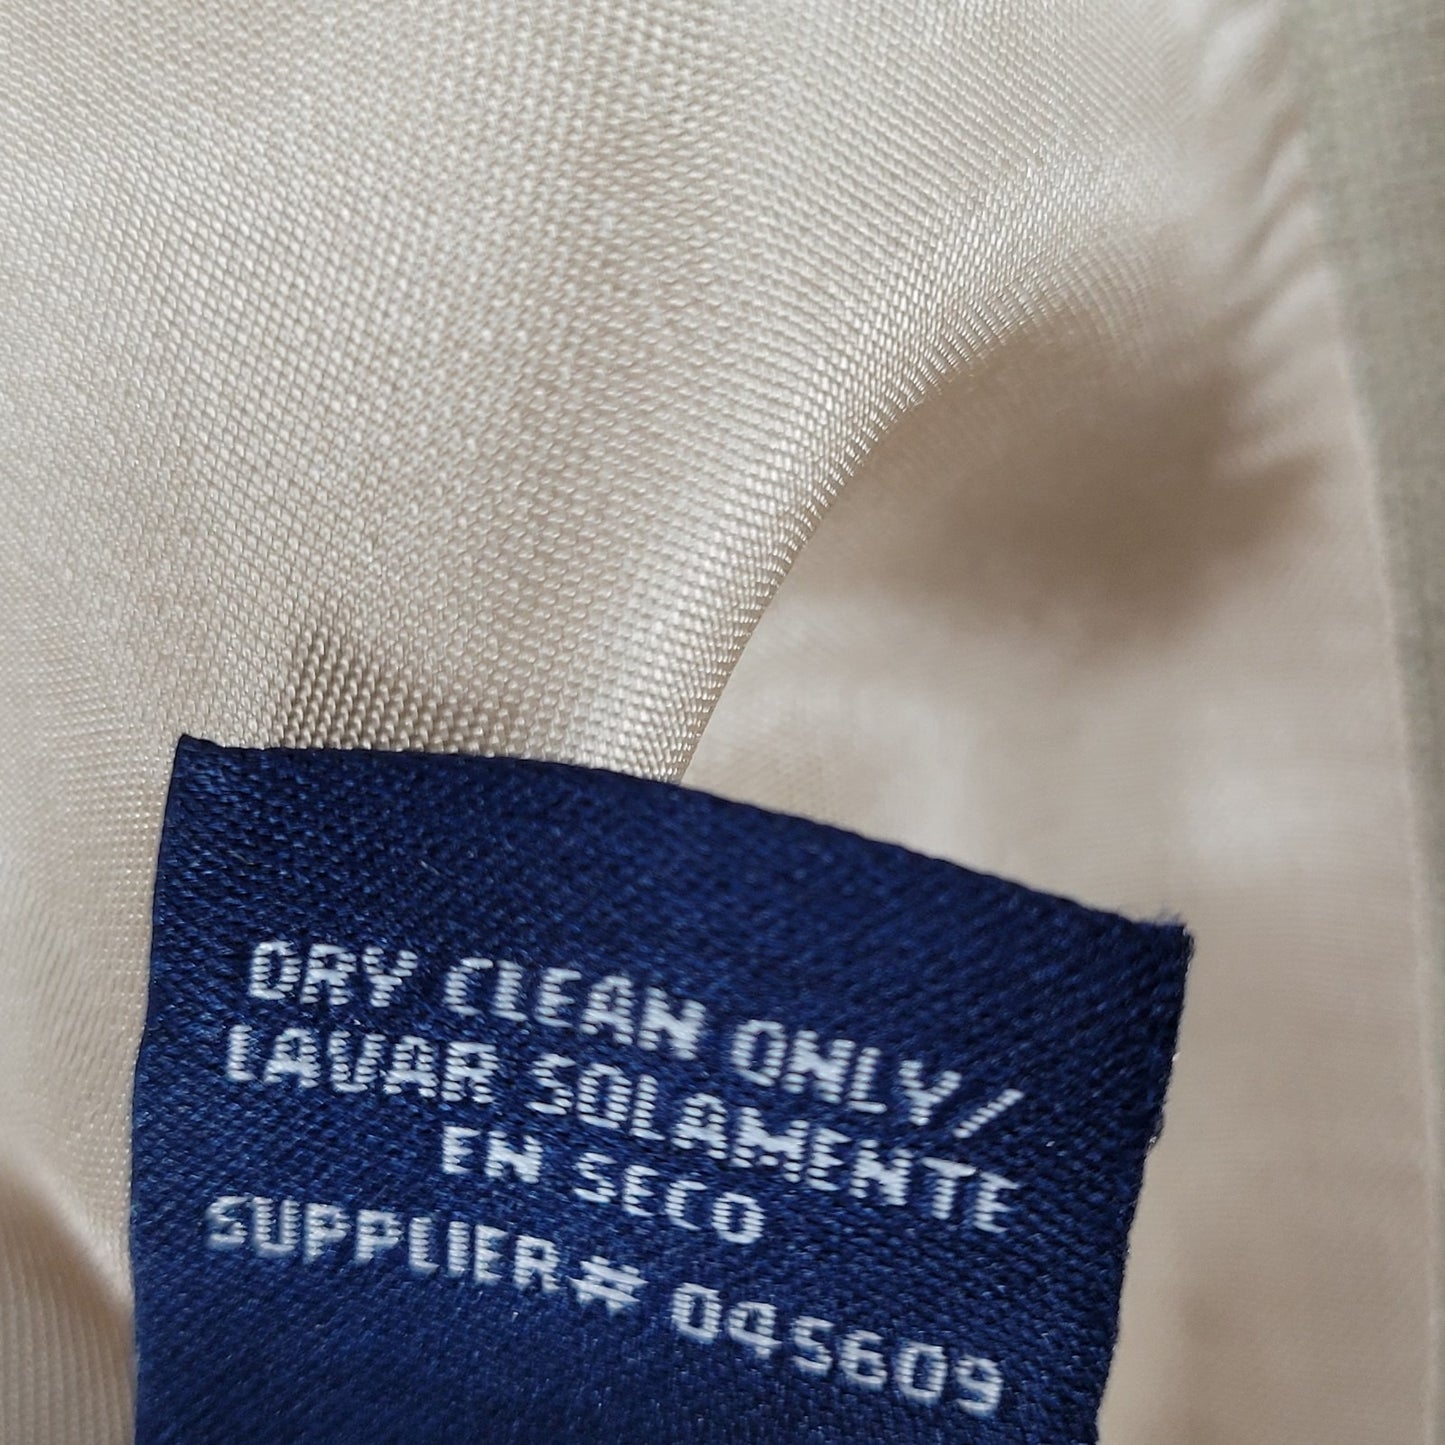 DRY CLEAN ONLY/
LAVAR SOLAMENTE
EN SECO
SUPPLIER# 045609